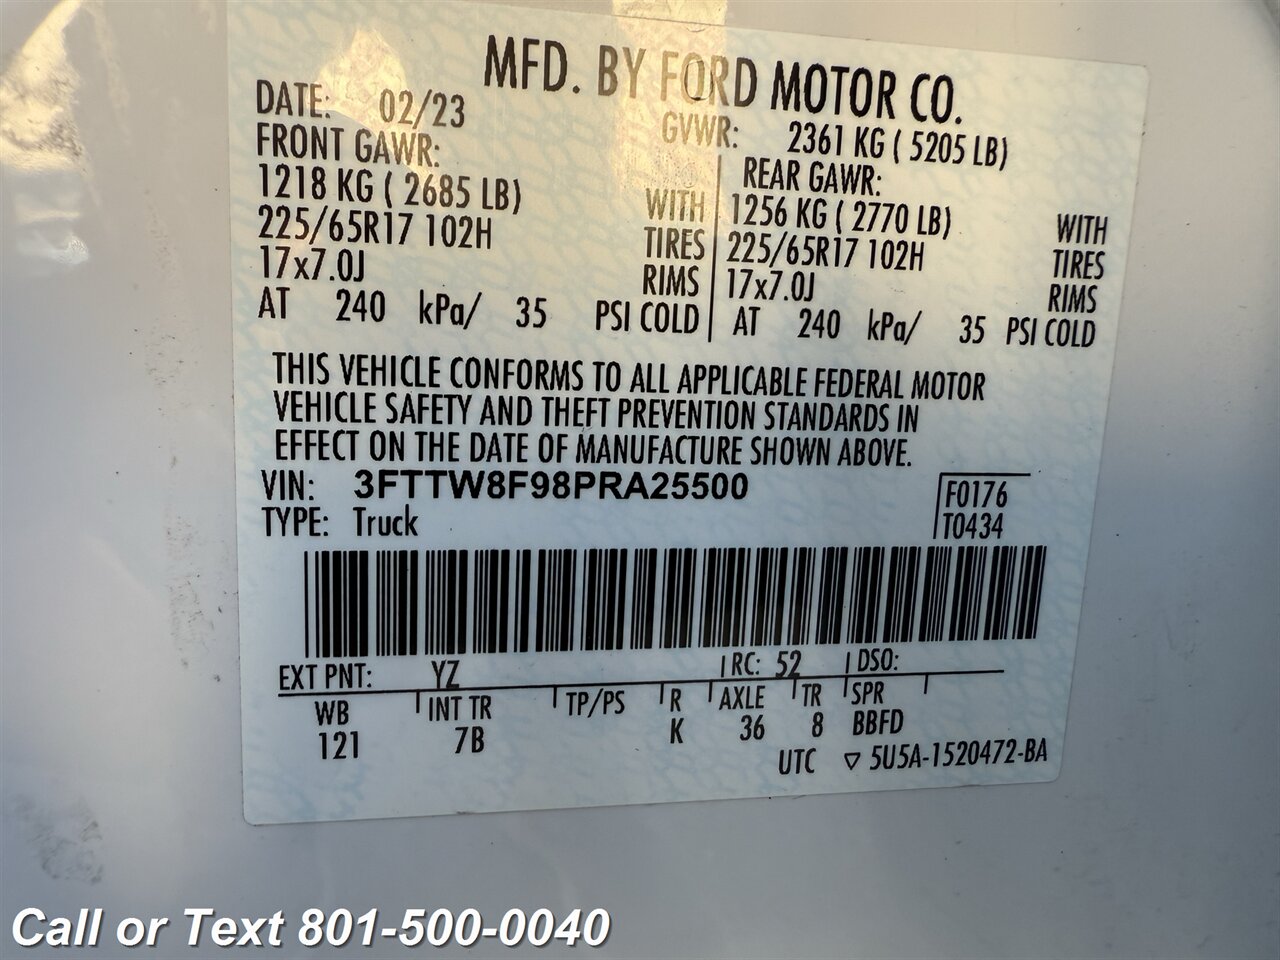 MFD. BY FORD MOTOR CO.
DATE: 02/23 GVWR: 2361 KG ( 5205 LB)
FRONT GAWR: REAR GAWR:
1218 KG ( 2685 LB) WITH 1256 KG ( 2770 LB) WITH
225/65R17 102H TIRES 225/65R17 102H TIRES
17x7.0J RIMS 17x7.0J RIMS
AT 240 kPa/ 35 PSI COLD AT 240 kPa/ 35 PSI COLD
THIS VEHICLE CONFORMS TO ALL APPLICABLE FEDERAL MOTOR
VEHICLE SAFETY AND THEFT PREVENTION STANDARDS IN
EFFECT ON THE DATE OF MANUFACTURE SHOWN ABOVE.
VIN: 3FTTW8F98PRA25500 F0176
TYPE: Truck T0434
EXT PNT: YZ RC: 52 DSO:
WB INT TR TP/PS R AXLE TR SPR
121 7B K 36 8 BBFD
UTC ▽ 5U5A-1520472-BA
Call or Text 801-500-0040